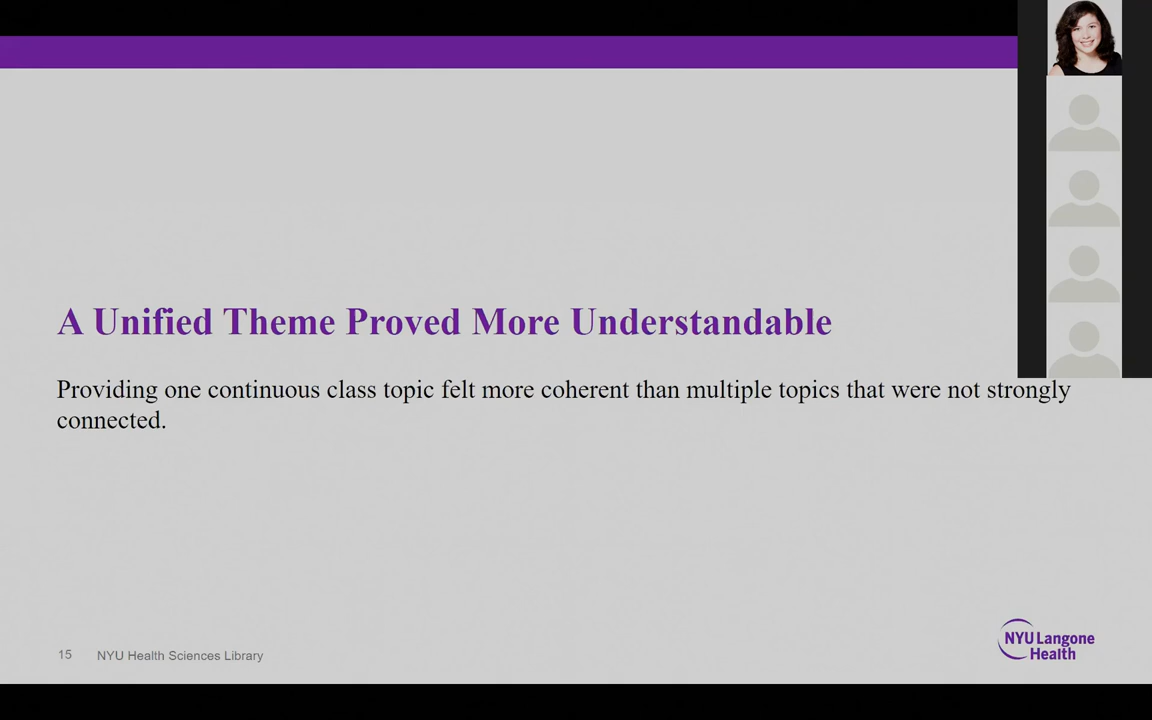 A Unified Theme Proved More Understandable
Providing one continuous class topic felt more coherent than multiple topics that were not strongly
connected.
15 NYU Health Sciences Library
NYU Langone
Health